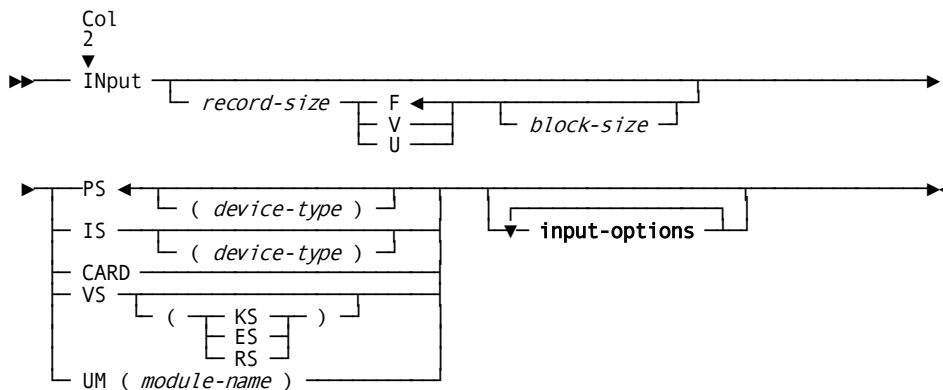 Col
2
INput
record-size F
V block-size
U
PS
( device-type )
input-options
IS
( device-type )
CARD
VS
( KS )
ES
RS
UM ( module-name )